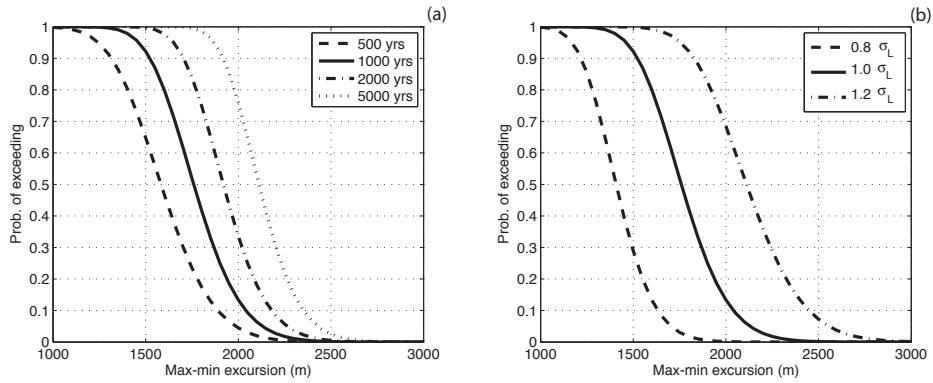 (a)
Prob. of exceeding
1
0.9
0.8
0.7
0.6
0.5
0.4
0.3
0.2
0.1
0
1000 1500 2000 2500 3000
Max-min excursion (m)
500 yrs
1000 yrs
2000 yrs
5000 yrs
(b)
Prob. of exceeding
1
0.9
0.8
0.7
0.6
0.5
0.4
0.3
0.2
0.1
0
1000 1500 2000 2500 3000
Max-min excursion (m)
0.8 σL
1.0 σL
1.2 σL